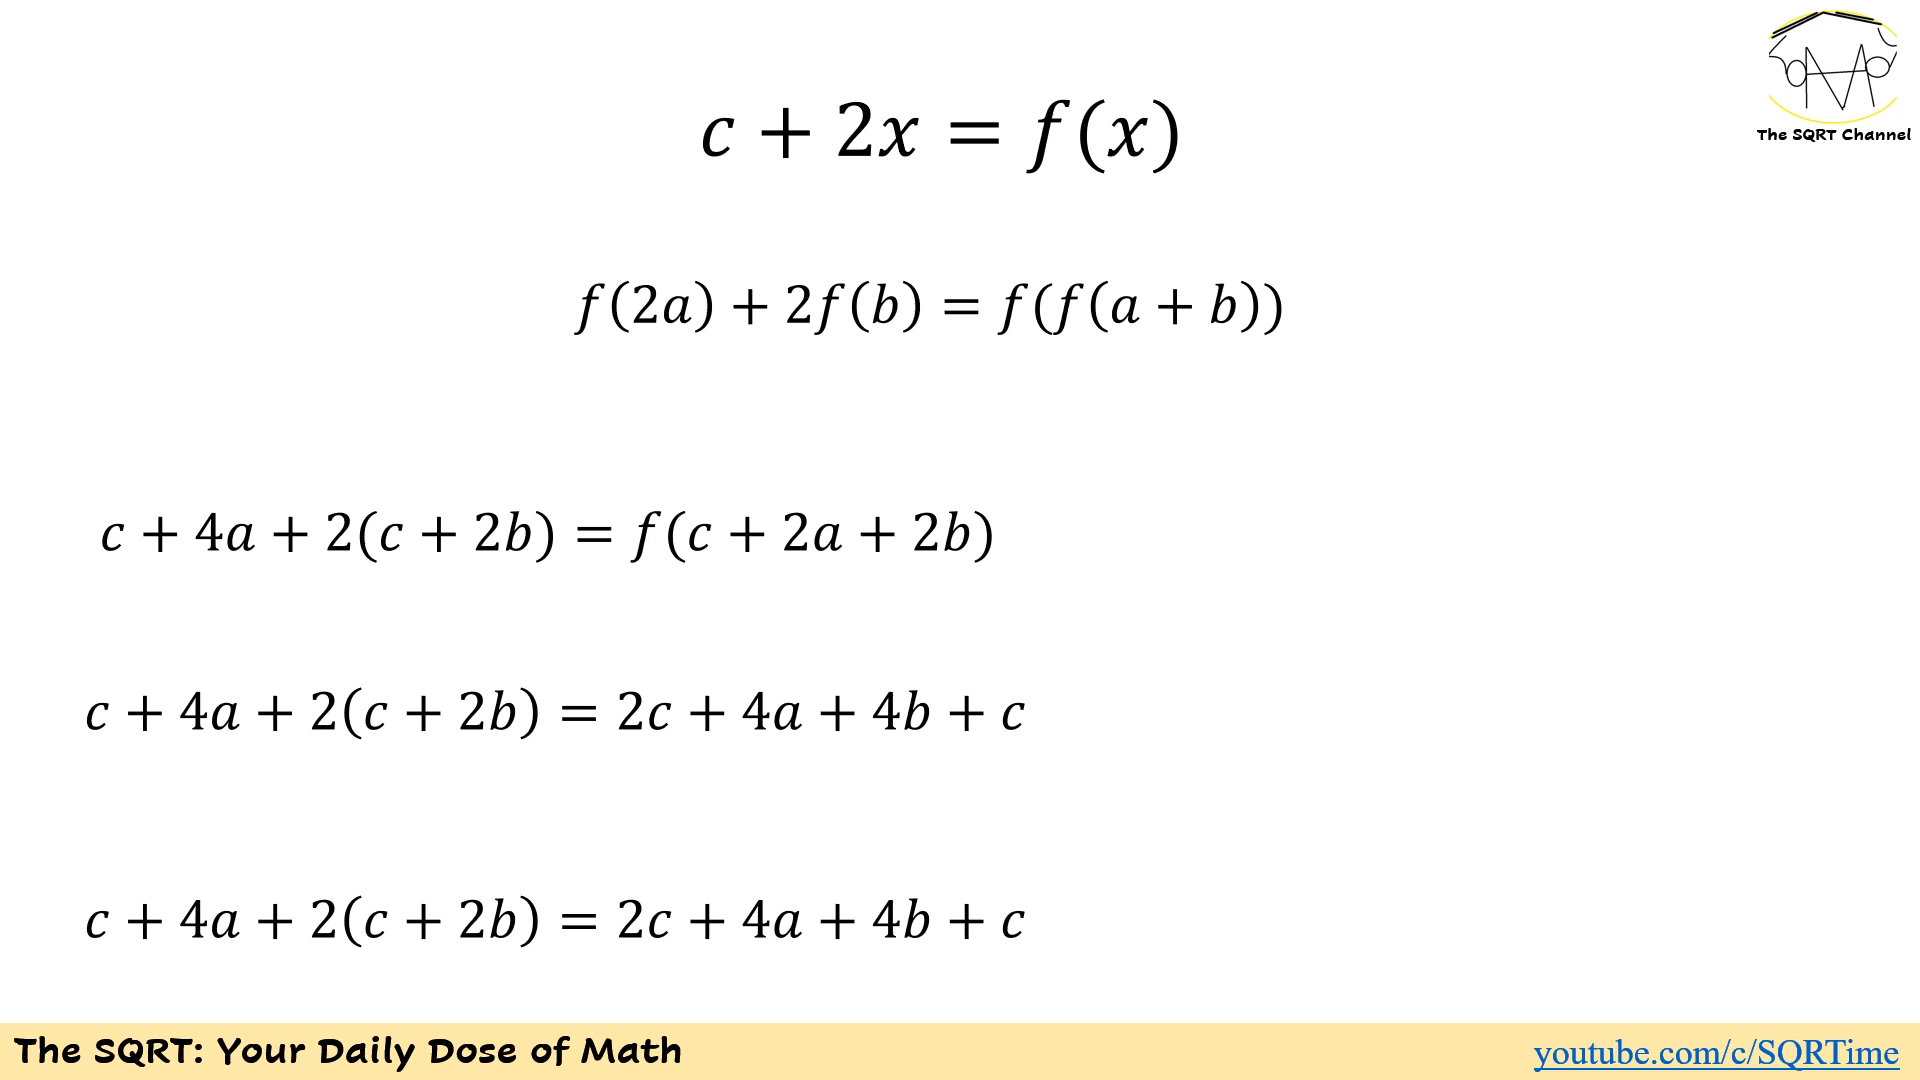 c + 2x = f(x)
The SQRT Channel
f(2a) + 2f(b) = f(f(a + b))
c + 4a + 2(c + 2b) = f(c + 2a + 2b)
c + 4a + 2(c + 2b) = 2c + 4a + 4b + c
c + 4a + 2(c + 2b) = 2c + 4a + 4b + c
The SQRT: Your Daily Dose of Math
youtube.com/c/SQRTime